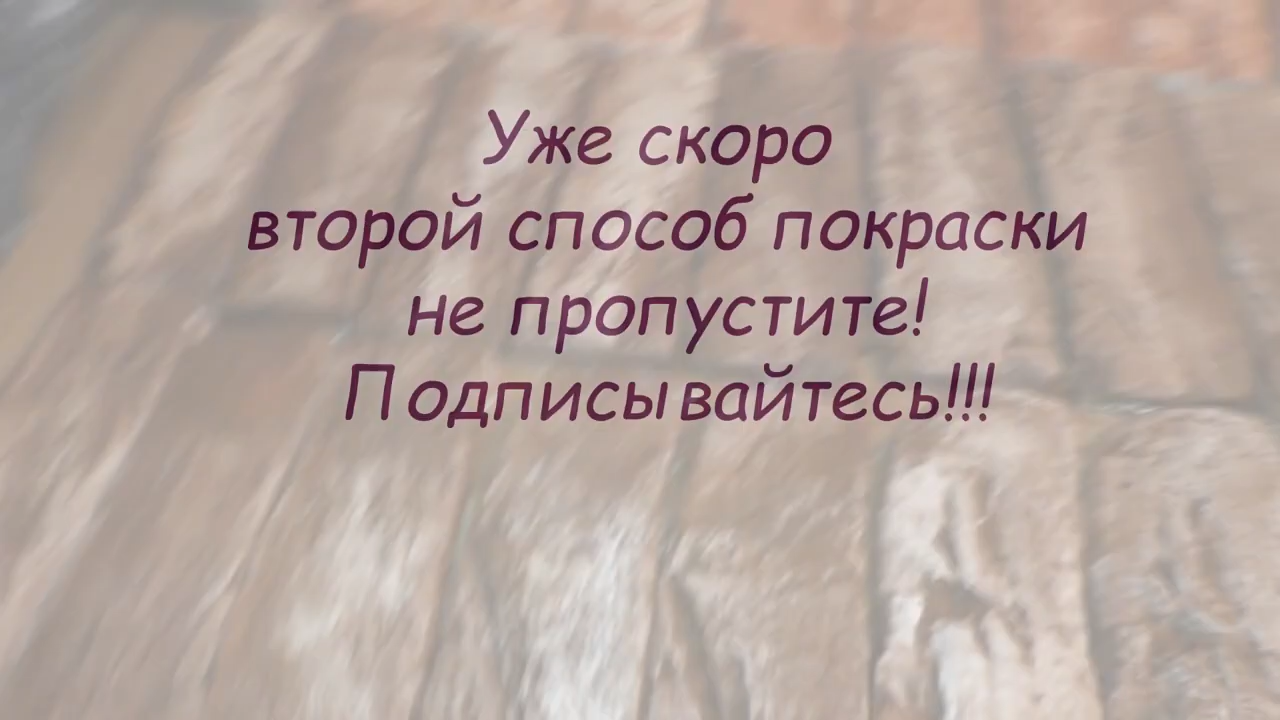 Уже скоро
второй способ покраски
не пропустите!
Подписывайтесь!!!